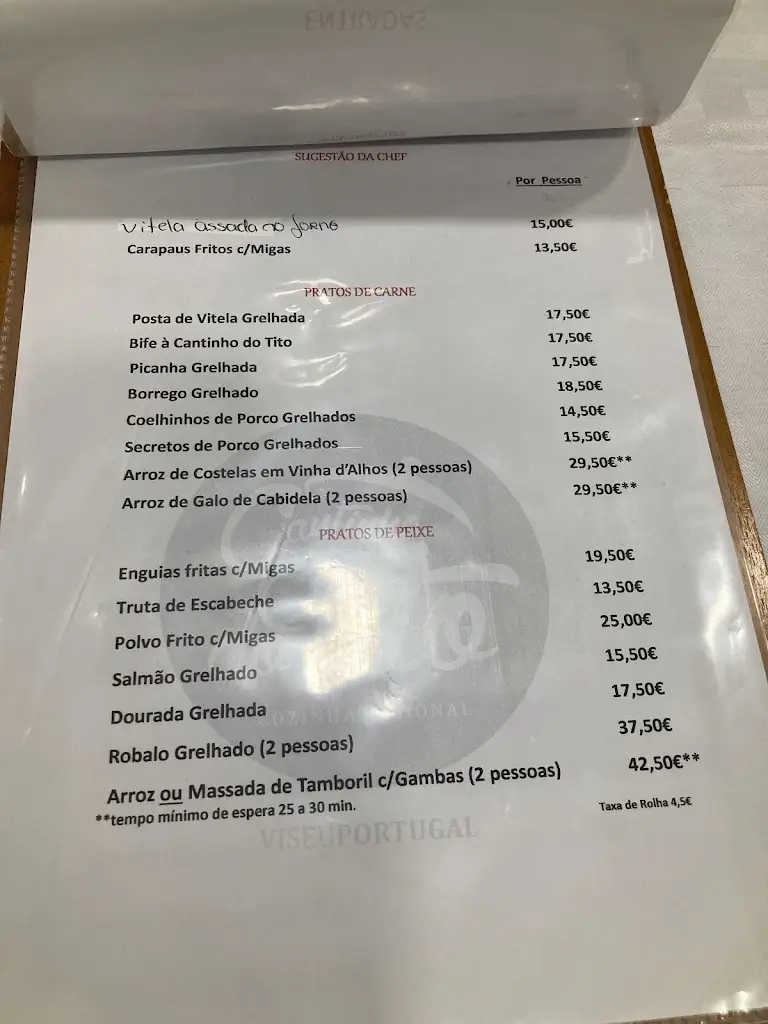 ENTRADAS
SUGESTÃO DA CHEF
Por Pessoa
Vitela assada no forno 15,00€
Carapaus Fritos c/Migas 13,50€
PRATOS DE CARNE
Posta de Vitela Grelhada 17,50€
Bife à Cantinho do Tito 17,50€
Picanha Grelhada 17,50€
Borrego Grelhado 18,50€
Coelhinhos de Porco Grelhados 14,50€
Secretos de Porco Grelhados 15,50€
Arroz de Costelas em Vinha d'Alhos (2 pessoas) 29,50€**
Arroz de Galo de Cabidela (2 pessoas) 29,50€**
PRATOS DE PEIXE
Enguias fritas c/Migas 19,50€
Truta de Escabeche 13,50€
Polvo Frito c/Migas 25,00€
Salmão Grelhado 15,50€
Dourada Grelhada 17,50€
Robalo Grelhado (2 pessoas) 37,50€
Arroz ou Massada de Tamboril c/Gambas (2 pessoas) 42,50€**
**tempo mínimo de espera 25 a 30 min.
Taxa de Rolha 4,5€
VISEUPORTUGAL